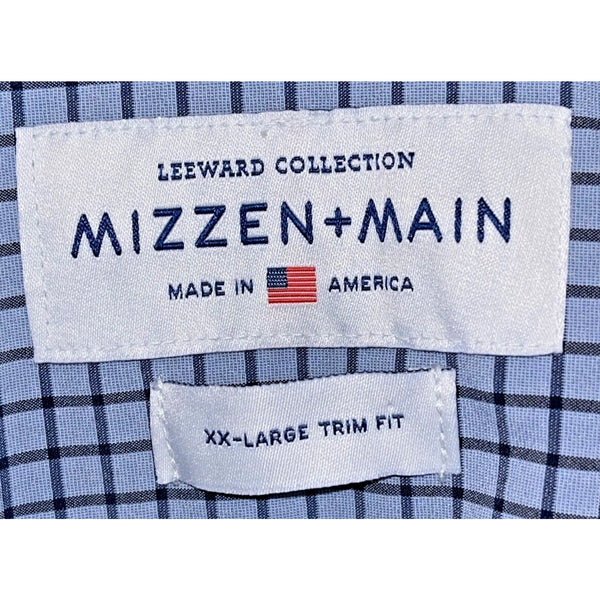 LEEWARD COLLECTION
MIZZEN+MAIN
MADE IN AMERICA
XX-LARGE TRIM FIT